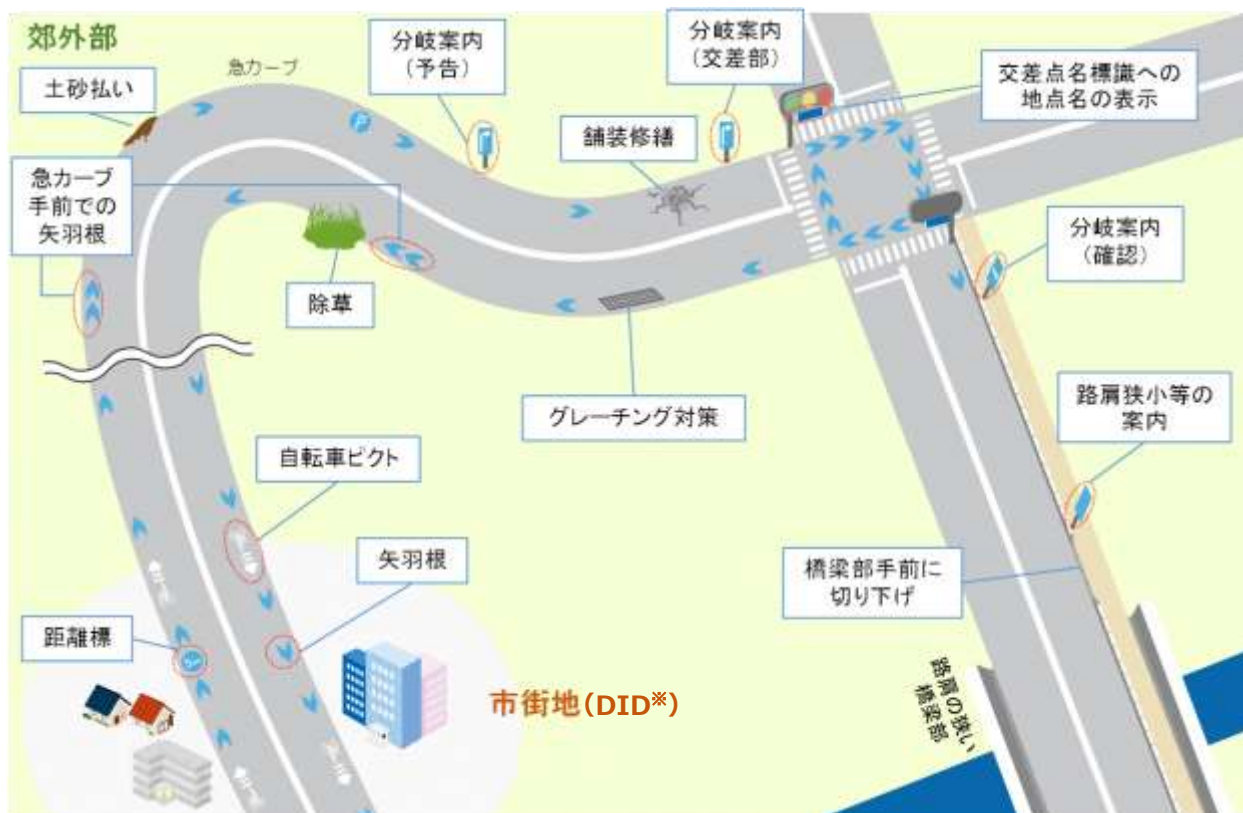 郊外部
土砂払い
急カーブ
分岐案内
(予告)
分岐案内
(交差部)
交差点名標識への
地点名の表示
舗装修繕
急カーブ
手前での
矢羽根
除草
分岐案内
(確認)
グレーチング対策
路肩狭小等の
案内
自転車ピクト
矢羽根
橋梁部手前に
切り下げ
距離標
市街地(DID※)
路肩の狭い
橋梁部